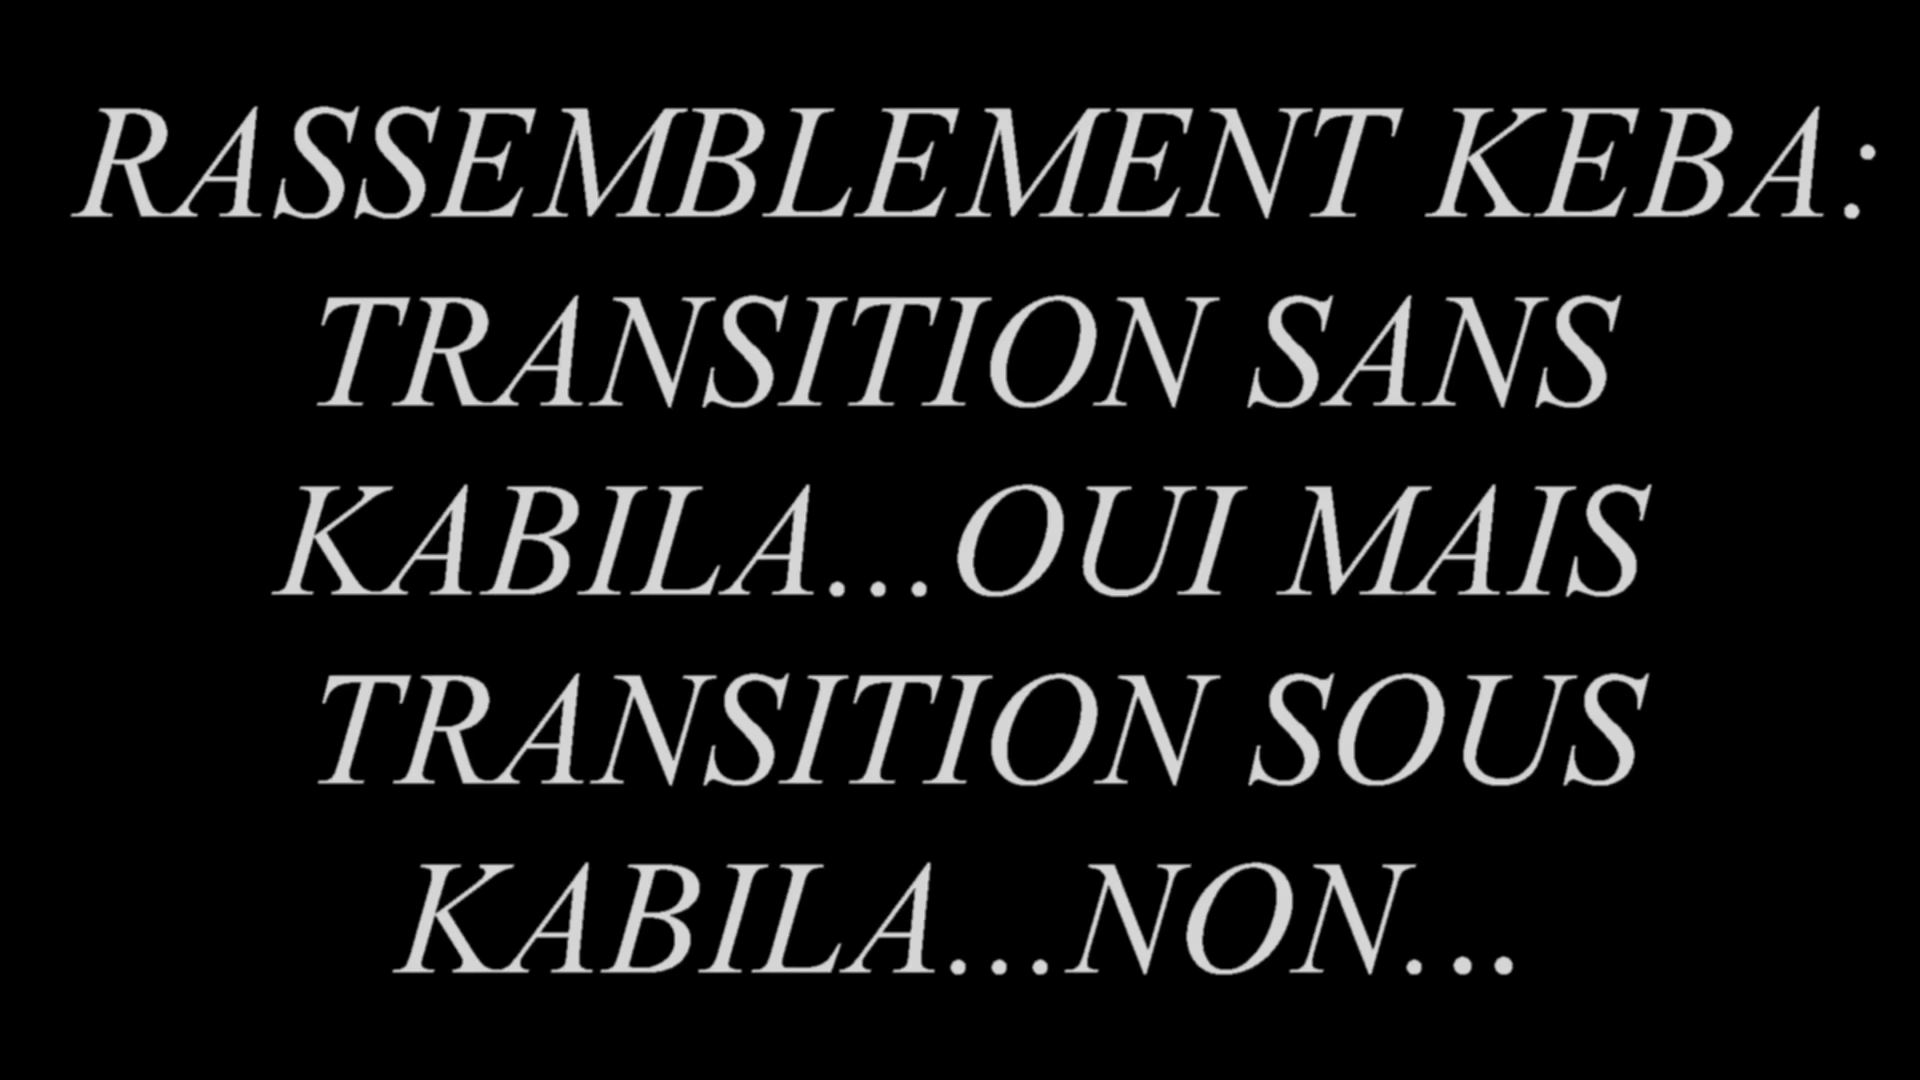 RASSEMBLEMENT KEBA:
TRANSITION SANS
KABILA...OUI MAIS
TRANSITION SOUS
KABILA...NON...